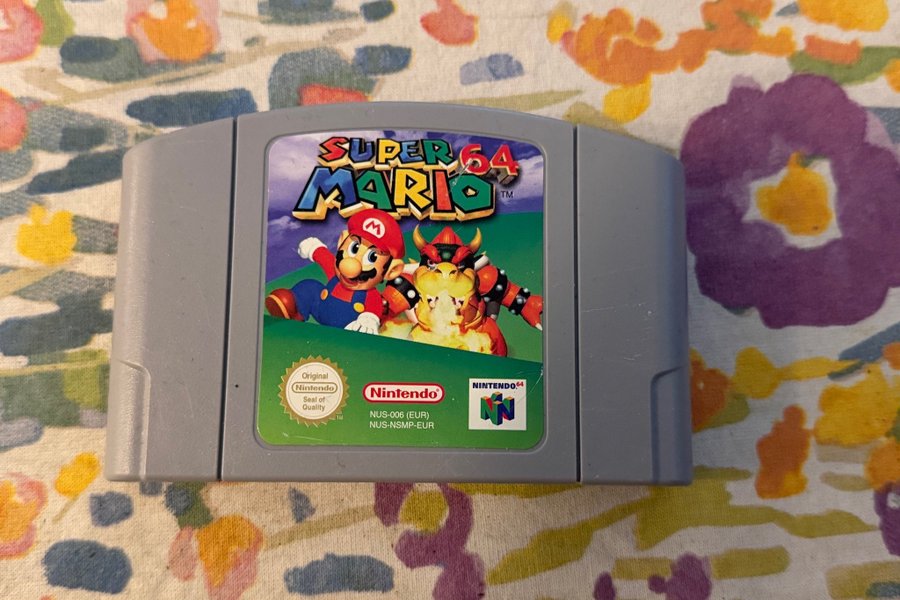 SUPER
MARIO 64
TM
M
Original
Nintendo
Seal of
Quality
Nintendo®
NUS-006 (EUR)
NUS-NSMP-EUR
NINTENDO64
N